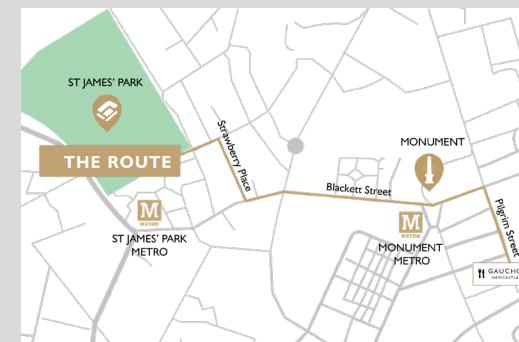 ST JAMES' PARK
THE ROUTE
Strawberry Place
MONUMENT
Blackett Street
Pilgrim Street
M
METRO
ST JAMES' PARK
METRO
M
METRO
MONUMENT
METRO
GAUCHO
NEWCASTLE